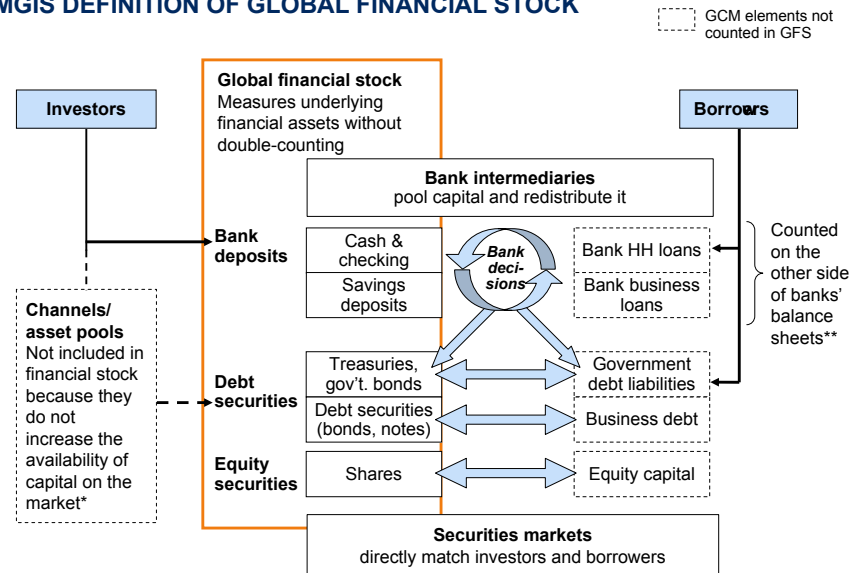 MGIS DEFINITION OF GLOBAL FINANCIAL STOCK
GCM elements not
counted in GFS
Investors
Global financial stock
Measures underlying
financial assets without
double-counting
Borrowers
Bank intermediaries
pool capital and redistribute it
Bank
deposits
Cash &
checking
Savings
deposits
Bank
deci-
sions
Bank HH loans
Bank business
loans
Counted
on the
other side
of banks'
balance
sheets**
Channels/
asset pools
Not included in
financial stock
because they
do not
increase the
availability of
capital on the
market*
Debt
securities
Treasuries,
gov't. bonds
Debt securities
(bonds, notes)
Government
debt liabilities
Business debt
Equity
securities
Shares
Equity capital
Securities markets
directly match investors and borrowers